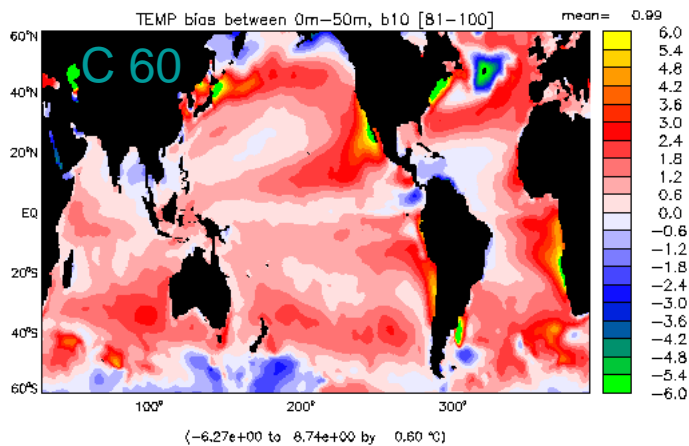 TEMP bias between 0m-50m, b10 [81-100]
mean= 0.99
C 60
60°N
40°N
20°N
EQ
20°S
40°S
60°S
100°
200°
300°
6.0
5.4
4.8
4.2
3.6
3.0
2.4
1.8
1.2
0.6
0.0
-0.6
-1.2
-1.8
-2.4
-3.0
-3.6
-4.2
-4.8
-5.4
-6.0
(-6.27e+00 to 8.74e+00 by 0.60 °C)